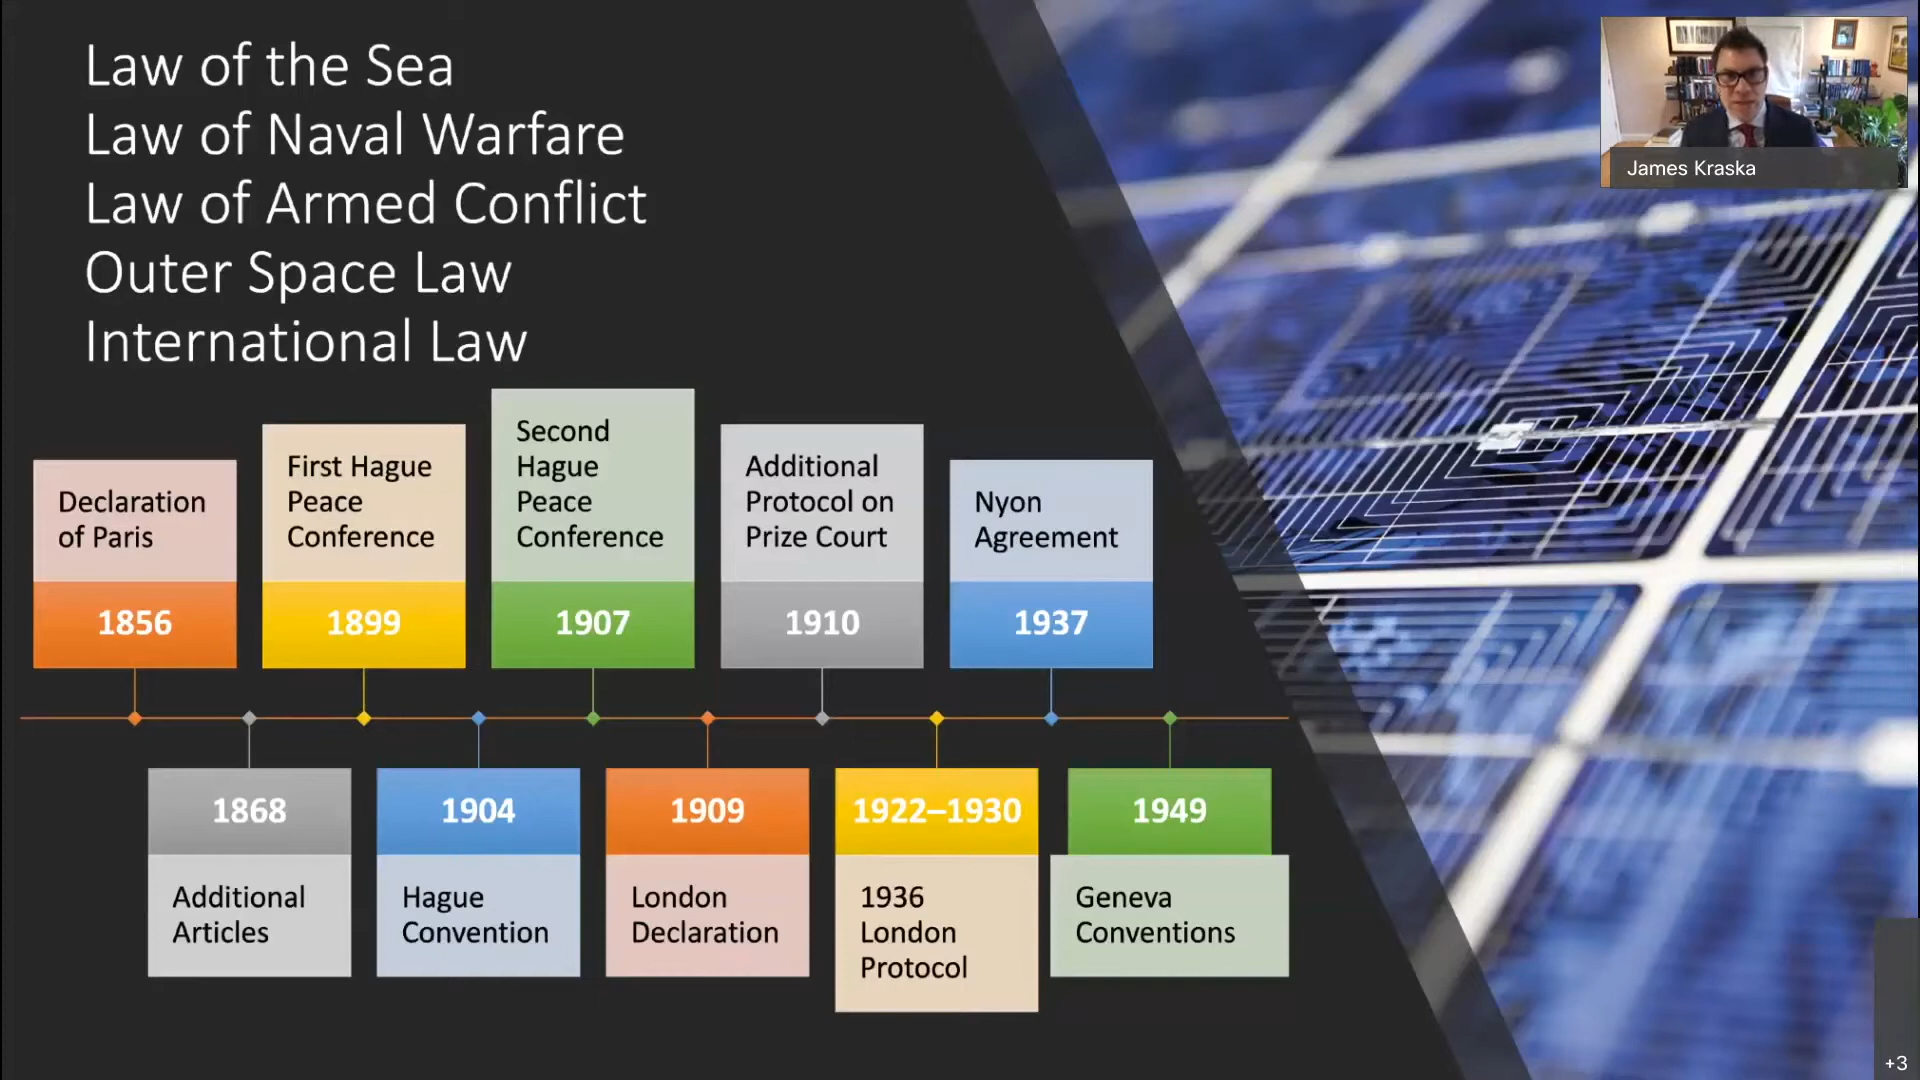 Law of the Sea
Law of Naval Warfare
Law of Armed Conflict
Outer Space Law
International Law
James Kraska
Declaration
of Paris
1856
First Hague
Peace
Conference
1899
Second
Hague
Peace
Conference
1907
Additional
Protocol on
Prize Court
1910
Nyon
Agreement
1937
1868
Additional
Articles
1904
Hague
Convention
1909
London
Declaration
1922–1930
1936
London
Protocol
1949
Geneva
Conventions
+3